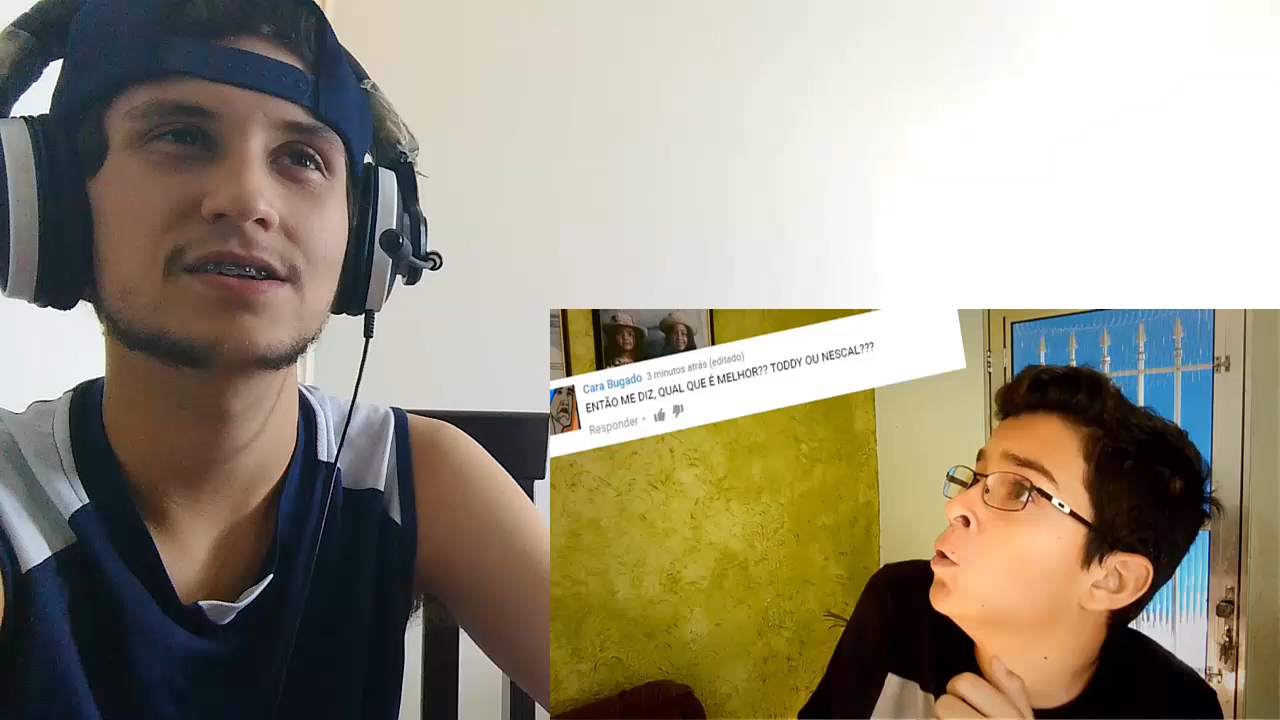 Cara Bugado 3 minutos atrás (editado)
ENTÃO ME DIZ, QUAL QUE É MELHOR?? TODDY OU NESCAL???
Responder •